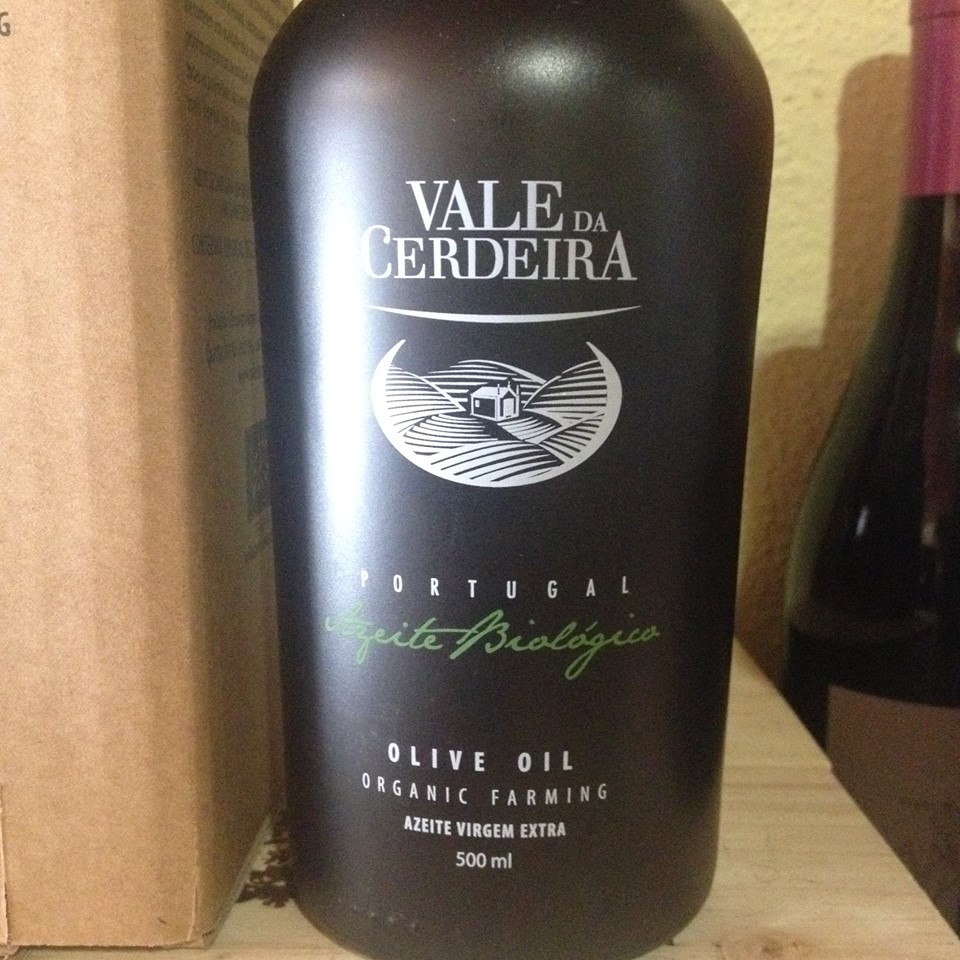 VALE DA
CERDEIRA
PORTUGAL
Azeite Biológico
OLIVE OIL
ORGANIC FARMING
AZEITE VIRGEM EXTRA
500 ml
G